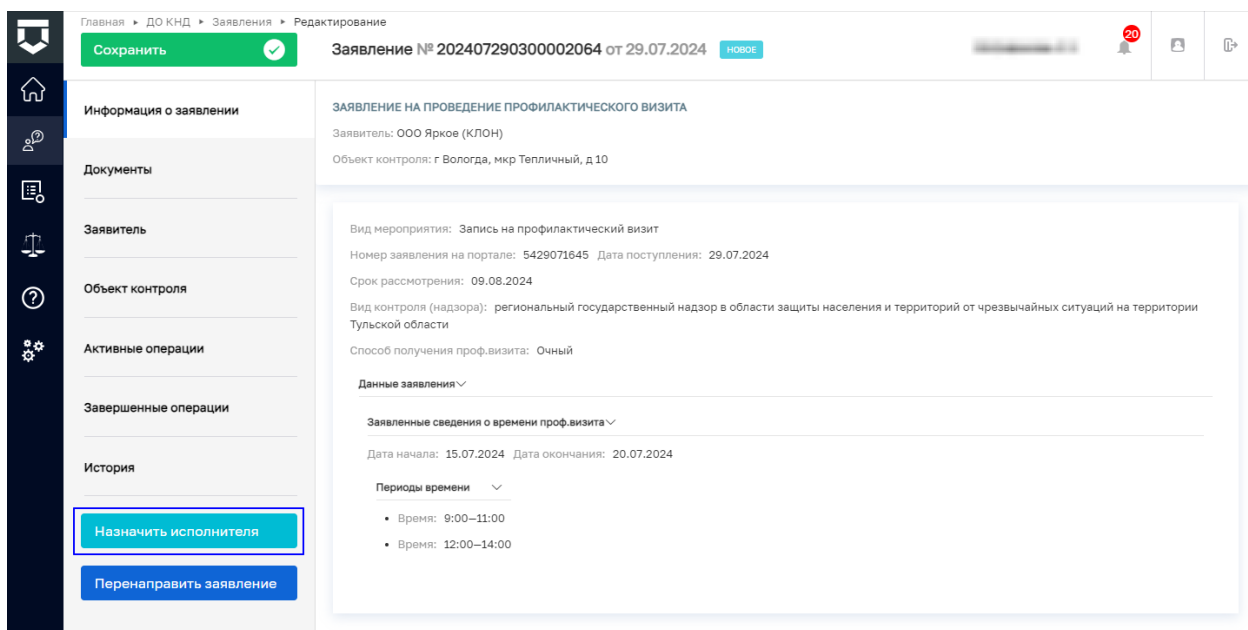 Главная ▸ ДО КНД ▸ Заявления ▸ Редактирование
Сохранить
Заявление № 202407290300002064 от 29.07.2024 НОВОЕ
20
Информация о заявлении
Документы
Заявитель
Объект контроля
Активные операции
Завершенные операции
История
Назначить исполнителя
Перенаправить заявление
ЗАЯВЛЕНИЕ НА ПРОВЕДЕНИЕ ПРОФИЛАКТИЧЕСКОГО ВИЗИТА
Заявитель: ООО Яркое (КЛОН)
Объект контроля: г Вологда, мкр Тепличный, д 10
Вид мероприятия: Запись на профилактический визит
Номер заявления на портале: 5429071645 Дата поступления: 29.07.2024
Срок рассмотрения: 09.08.2024
Вид контроля (надзора): региональный государственный надзор в области защиты населения и территорий от чрезвычайных ситуаций на территории
Тульской области
Способ получения проф.визита: Очный
Данные заявления
Заявленные сведения о времени проф.визита
Дата начала: 15.07.2024 Дата окончания: 20.07.2024
Периоды времени
• Время: 9:00—11:00
• Время: 12:00—14:00